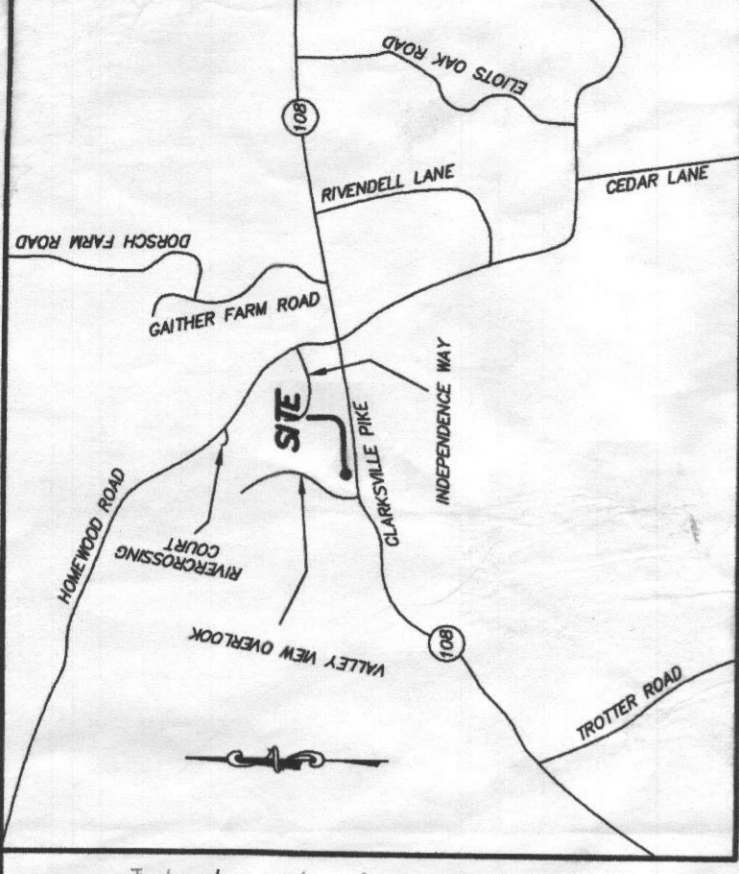 ELIOTS OAK ROAD
108
RIVENDELL LANE
CEDAR LANE
DORSCH FARM ROAD
GAITHER FARM ROAD
INDEPENDENCE WAY
SITE
CLARKSVILLE PIKE
HOMEWOOD ROAD
RIVERCROSSING
COURT
VALLEY VIEW OVERLOOK
108
TROTTER ROAD